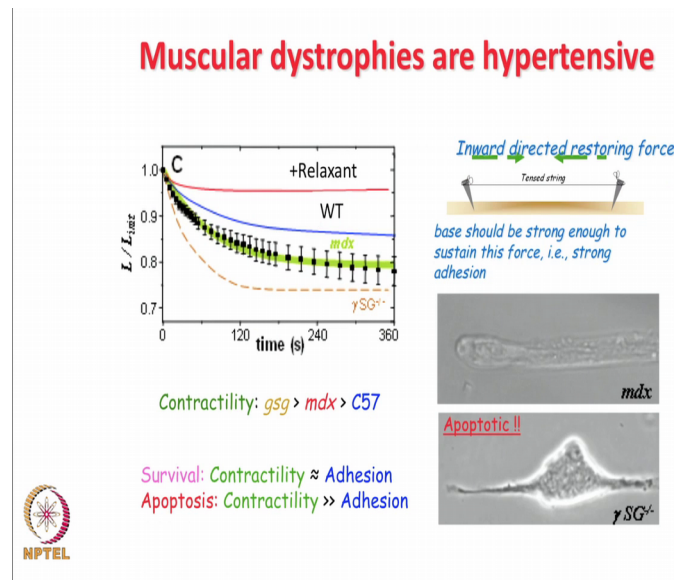 Muscular dystrophies are hypertensive
C
+Relaxant
WT
mdx
γSG-/-
1.0
0.9
0.8
0.7
L / Linit
0
120
240
360
time (s)
Contractility: gsg > mdx > C57
Survival: Contractility ≈ Adhesion
Apoptosis: Contractility >> Adhesion
Inward directed restoring force
Tensed string
base should be strong enough to
sustain this force, i.e., strong
adhesion
mdx
Apoptotic !!
γSG-/-
NPTEL